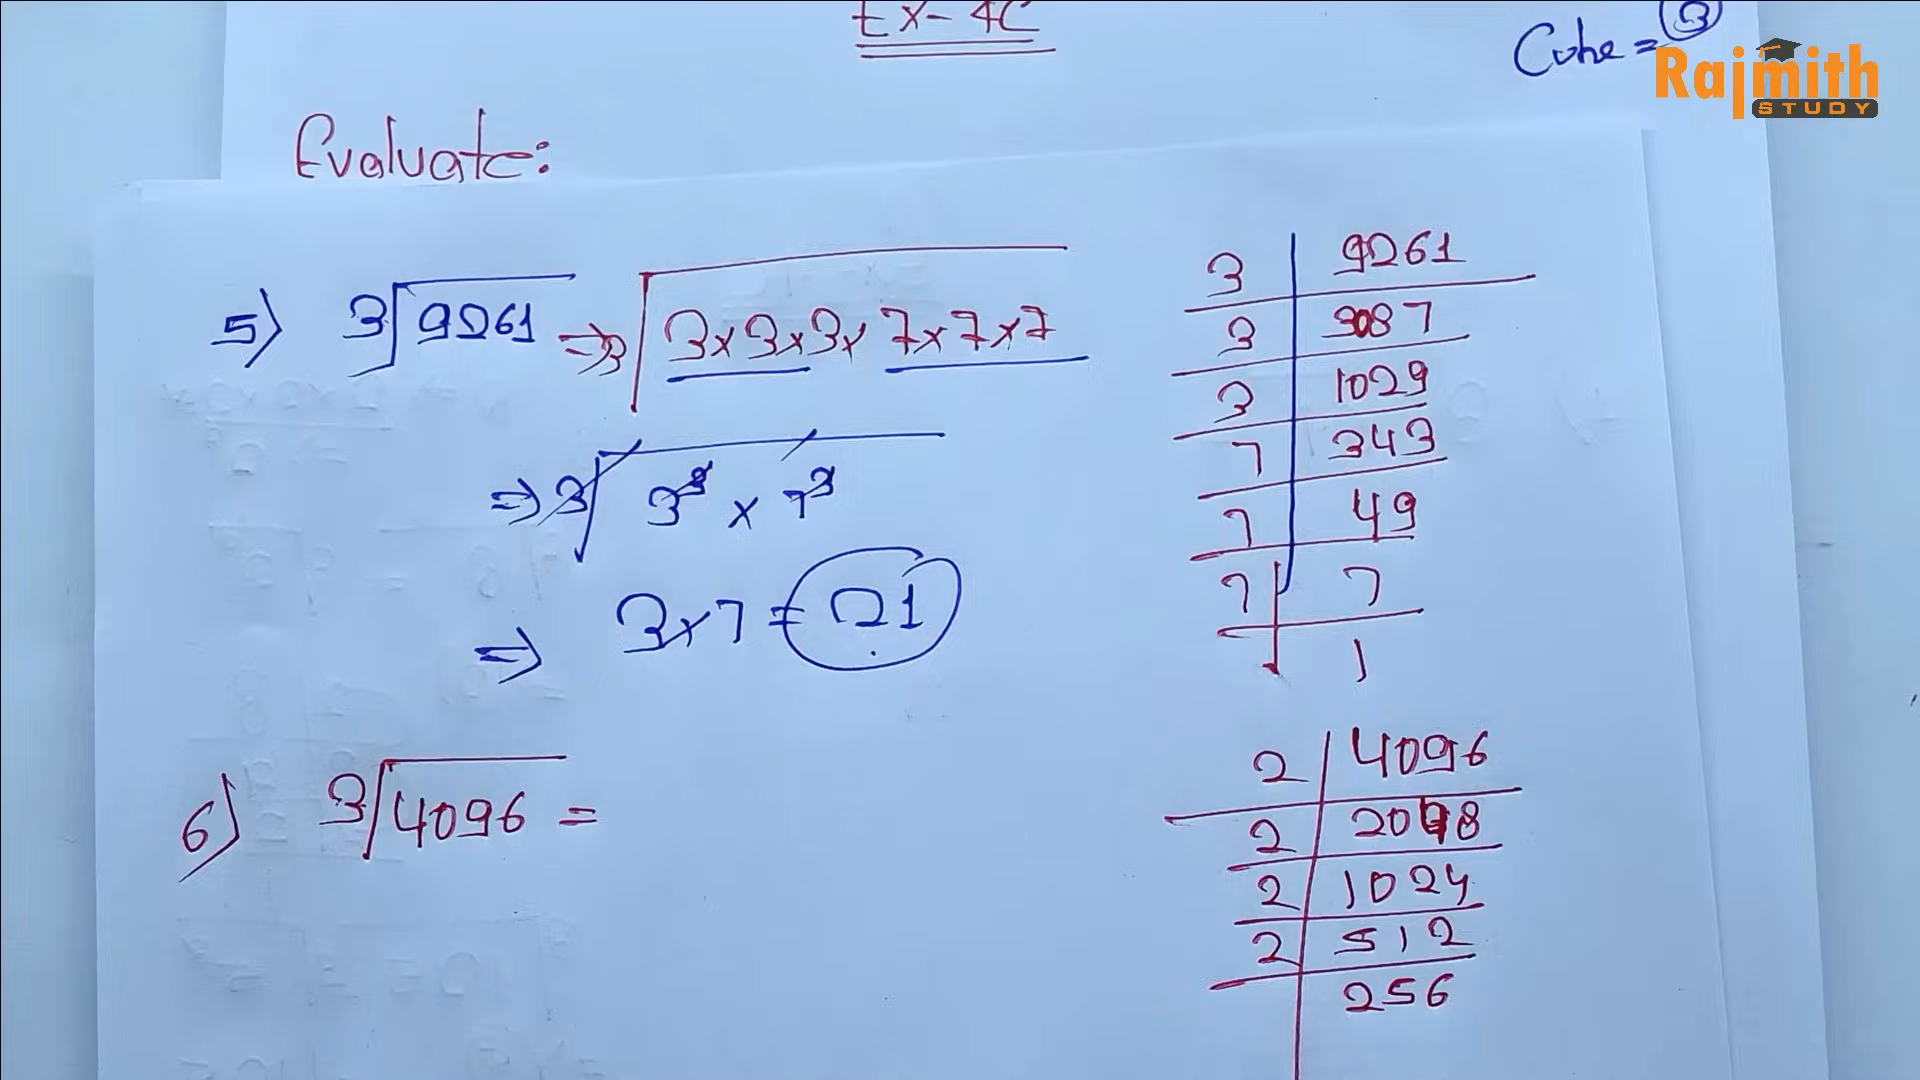 Ex-4C
Cube = 3
Rajmith
STUDY
Evaluate:
5) ∛9261 ⇒ ∛3×3×3×7×7×7
⇒ ∛3³×7³
⇒ 3×7 = 21
3 | 9261
3 | 3087
3 | 1029
7 | 343
7 | 49
7 | 7
1
6) ∛4096 =
2 | 4096
2 | 2048
2 | 1024
2 | 512
256